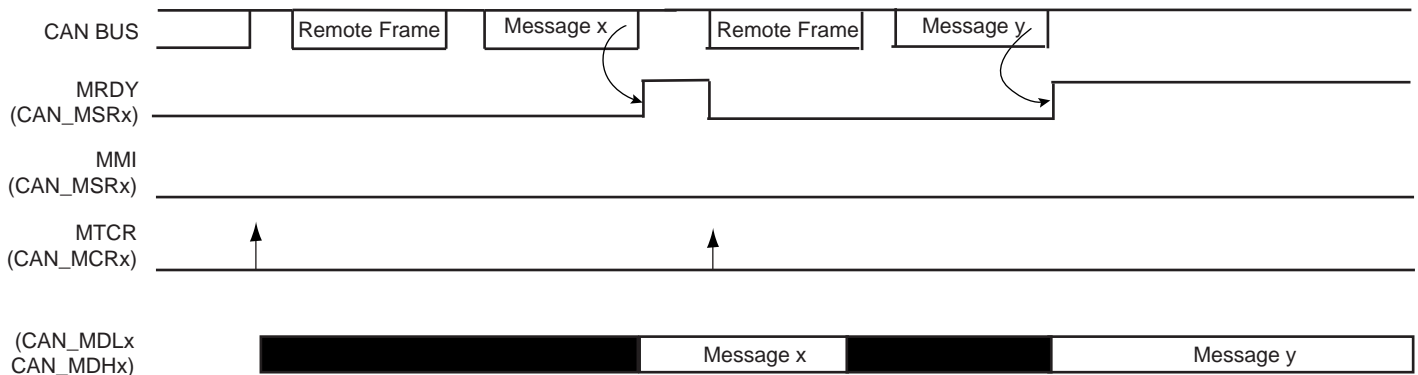 CAN BUS
Remote Frame
Message x
Remote Frame
Message y
MRDY
(CAN_MSRx)
MMI
(CAN_MSRx)
MTCR
(CAN_MCRx)
(CAN_MDLx
CAN_MDHx)
Message x
Message y